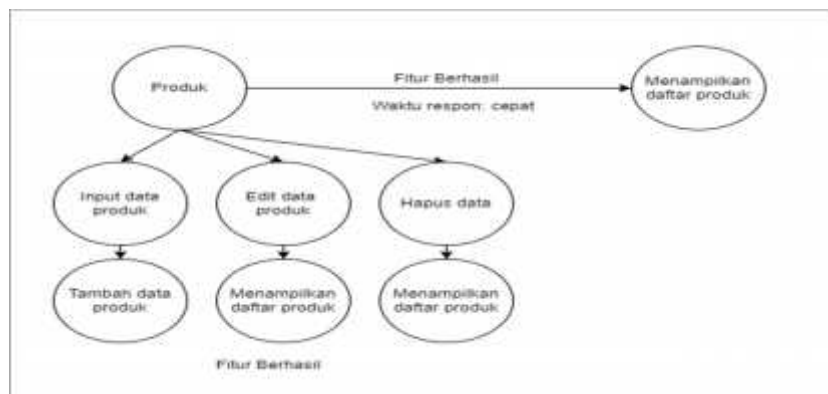 Produk
Fitur Berhasil
Waktu respon: cepat
Menampilkan
daftar produk
Input data
produk
Edit data
produk
Hapus data
Tambah data
produk
Menampilkan
daftar produk
Menampilkan
daftar produk
Fitur Berhasil